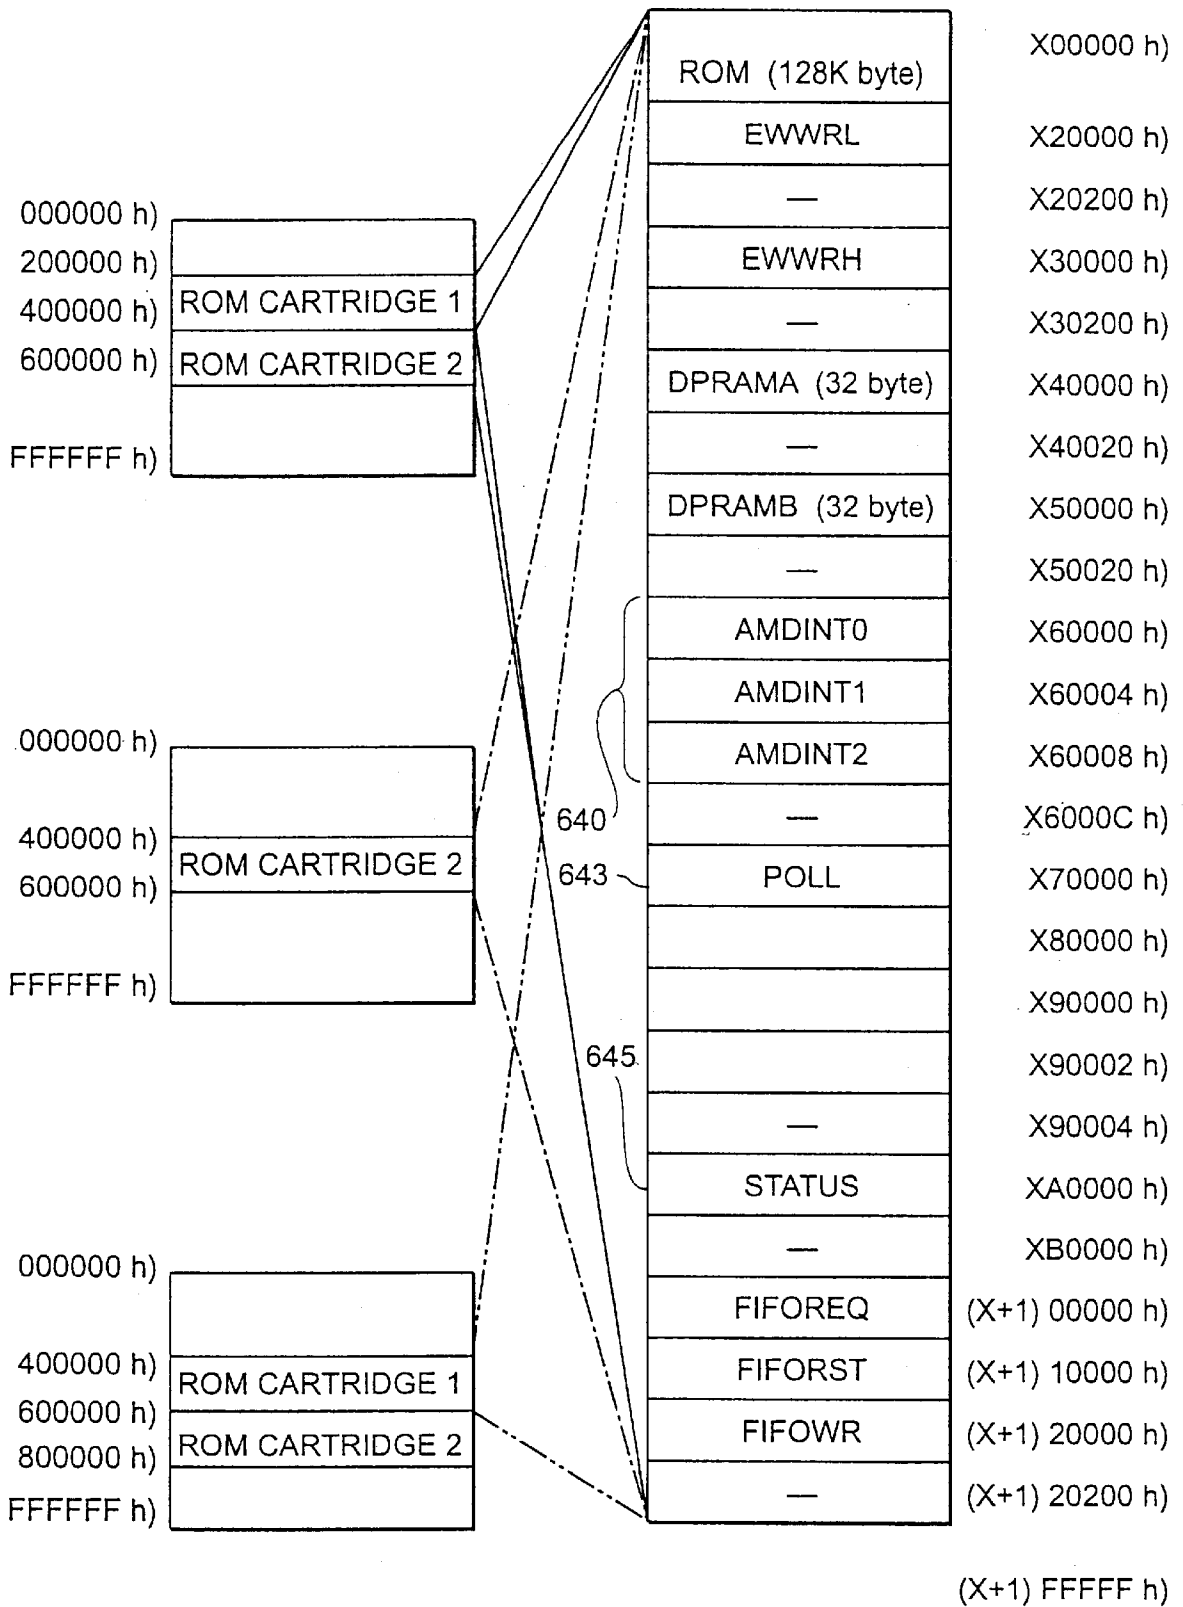 000000 h)
200000 h)
400000 h)
600000 h)
FFFFFF h)
ROM CARTRIDGE 1
ROM CARTRIDGE 2
000000 h)
400000 h)
600000 h)
FFFFFF h)
ROM CARTRIDGE 2
000000 h)
400000 h)
600000 h)
800000 h)
FFFFFF h)
ROM CARTRIDGE 1
ROM CARTRIDGE 2
640
643
645
ROM (128K byte) X00000 h)
EWWRL X20000 h)
— X20200 h)
EWWRH X30000 h)
— X30200 h)
DPRAMA (32 byte) X40000 h)
— X40020 h)
DPRAMB (32 byte) X50000 h)
— X50020 h)
AMDINT0 X60000 h)
AMDINT1 X60004 h)
AMDINT2 X60008 h)
— X6000C h)
POLL X70000 h)
X80000 h)
X90000 h)
X90002 h)
— X90004 h)
STATUS XA0000 h)
— XB0000 h)
FIFOREQ (X+1) 00000 h)
FIFORST (X+1) 10000 h)
FIFOWR (X+1) 20000 h)
— (X+1) 20200 h)
(X+1) FFFFF h)